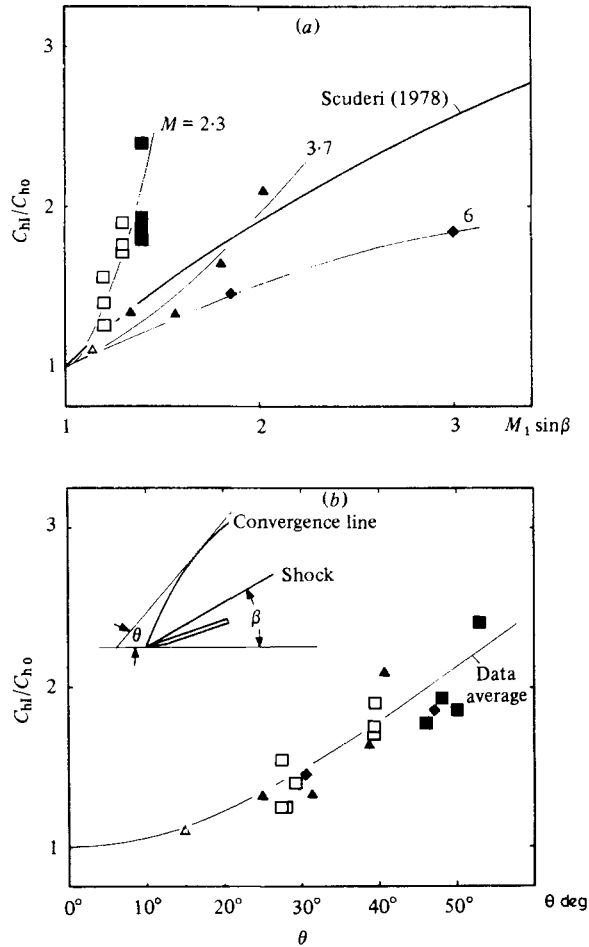 (a)
3
Scuderi (1978)
M = 2·3
3·7
C_hI/C_ho
2
6
1
1
2
3
M₁ sinβ
(b)
3
Convergence line
Shock
θ
β
C_hI/C_ho
2
Data
average
1
0°
10°
20°
30°
40°
50°
θ deg
θ